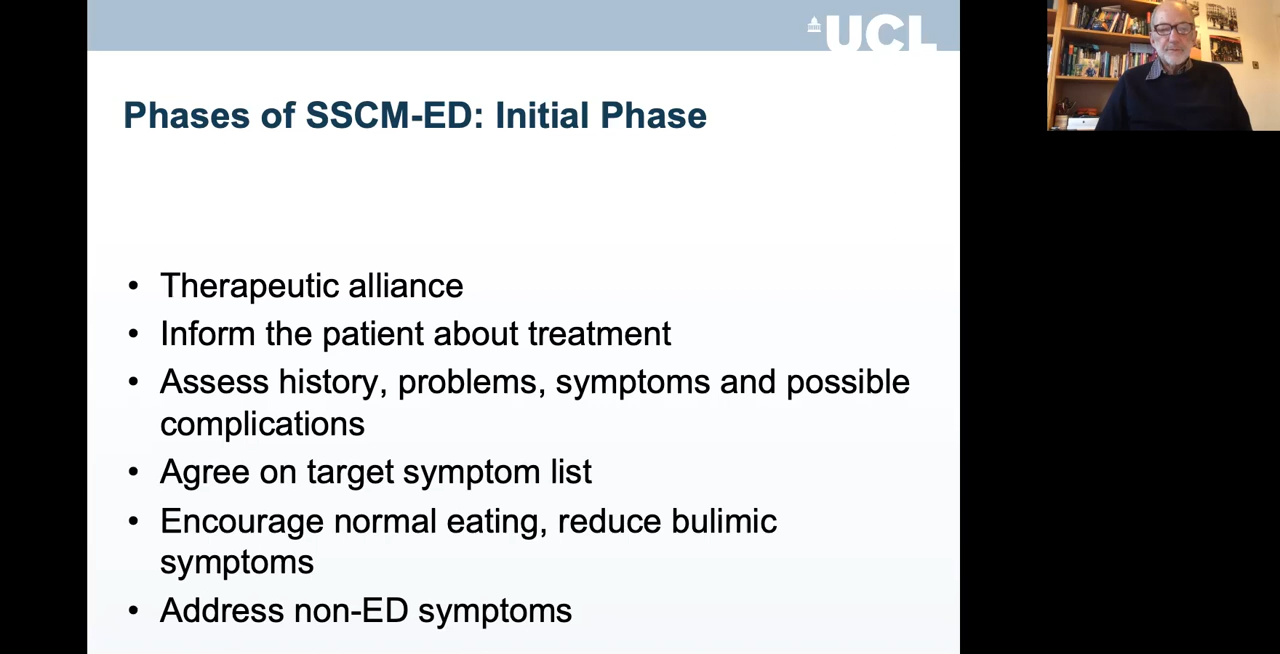 UCL
Phases of SSCM-ED: Initial Phase
• Therapeutic alliance
• Inform the patient about treatment
• Assess history, problems, symptoms and possible
complications
• Agree on target symptom list
• Encourage normal eating, reduce bulimic
symptoms
• Address non-ED symptoms